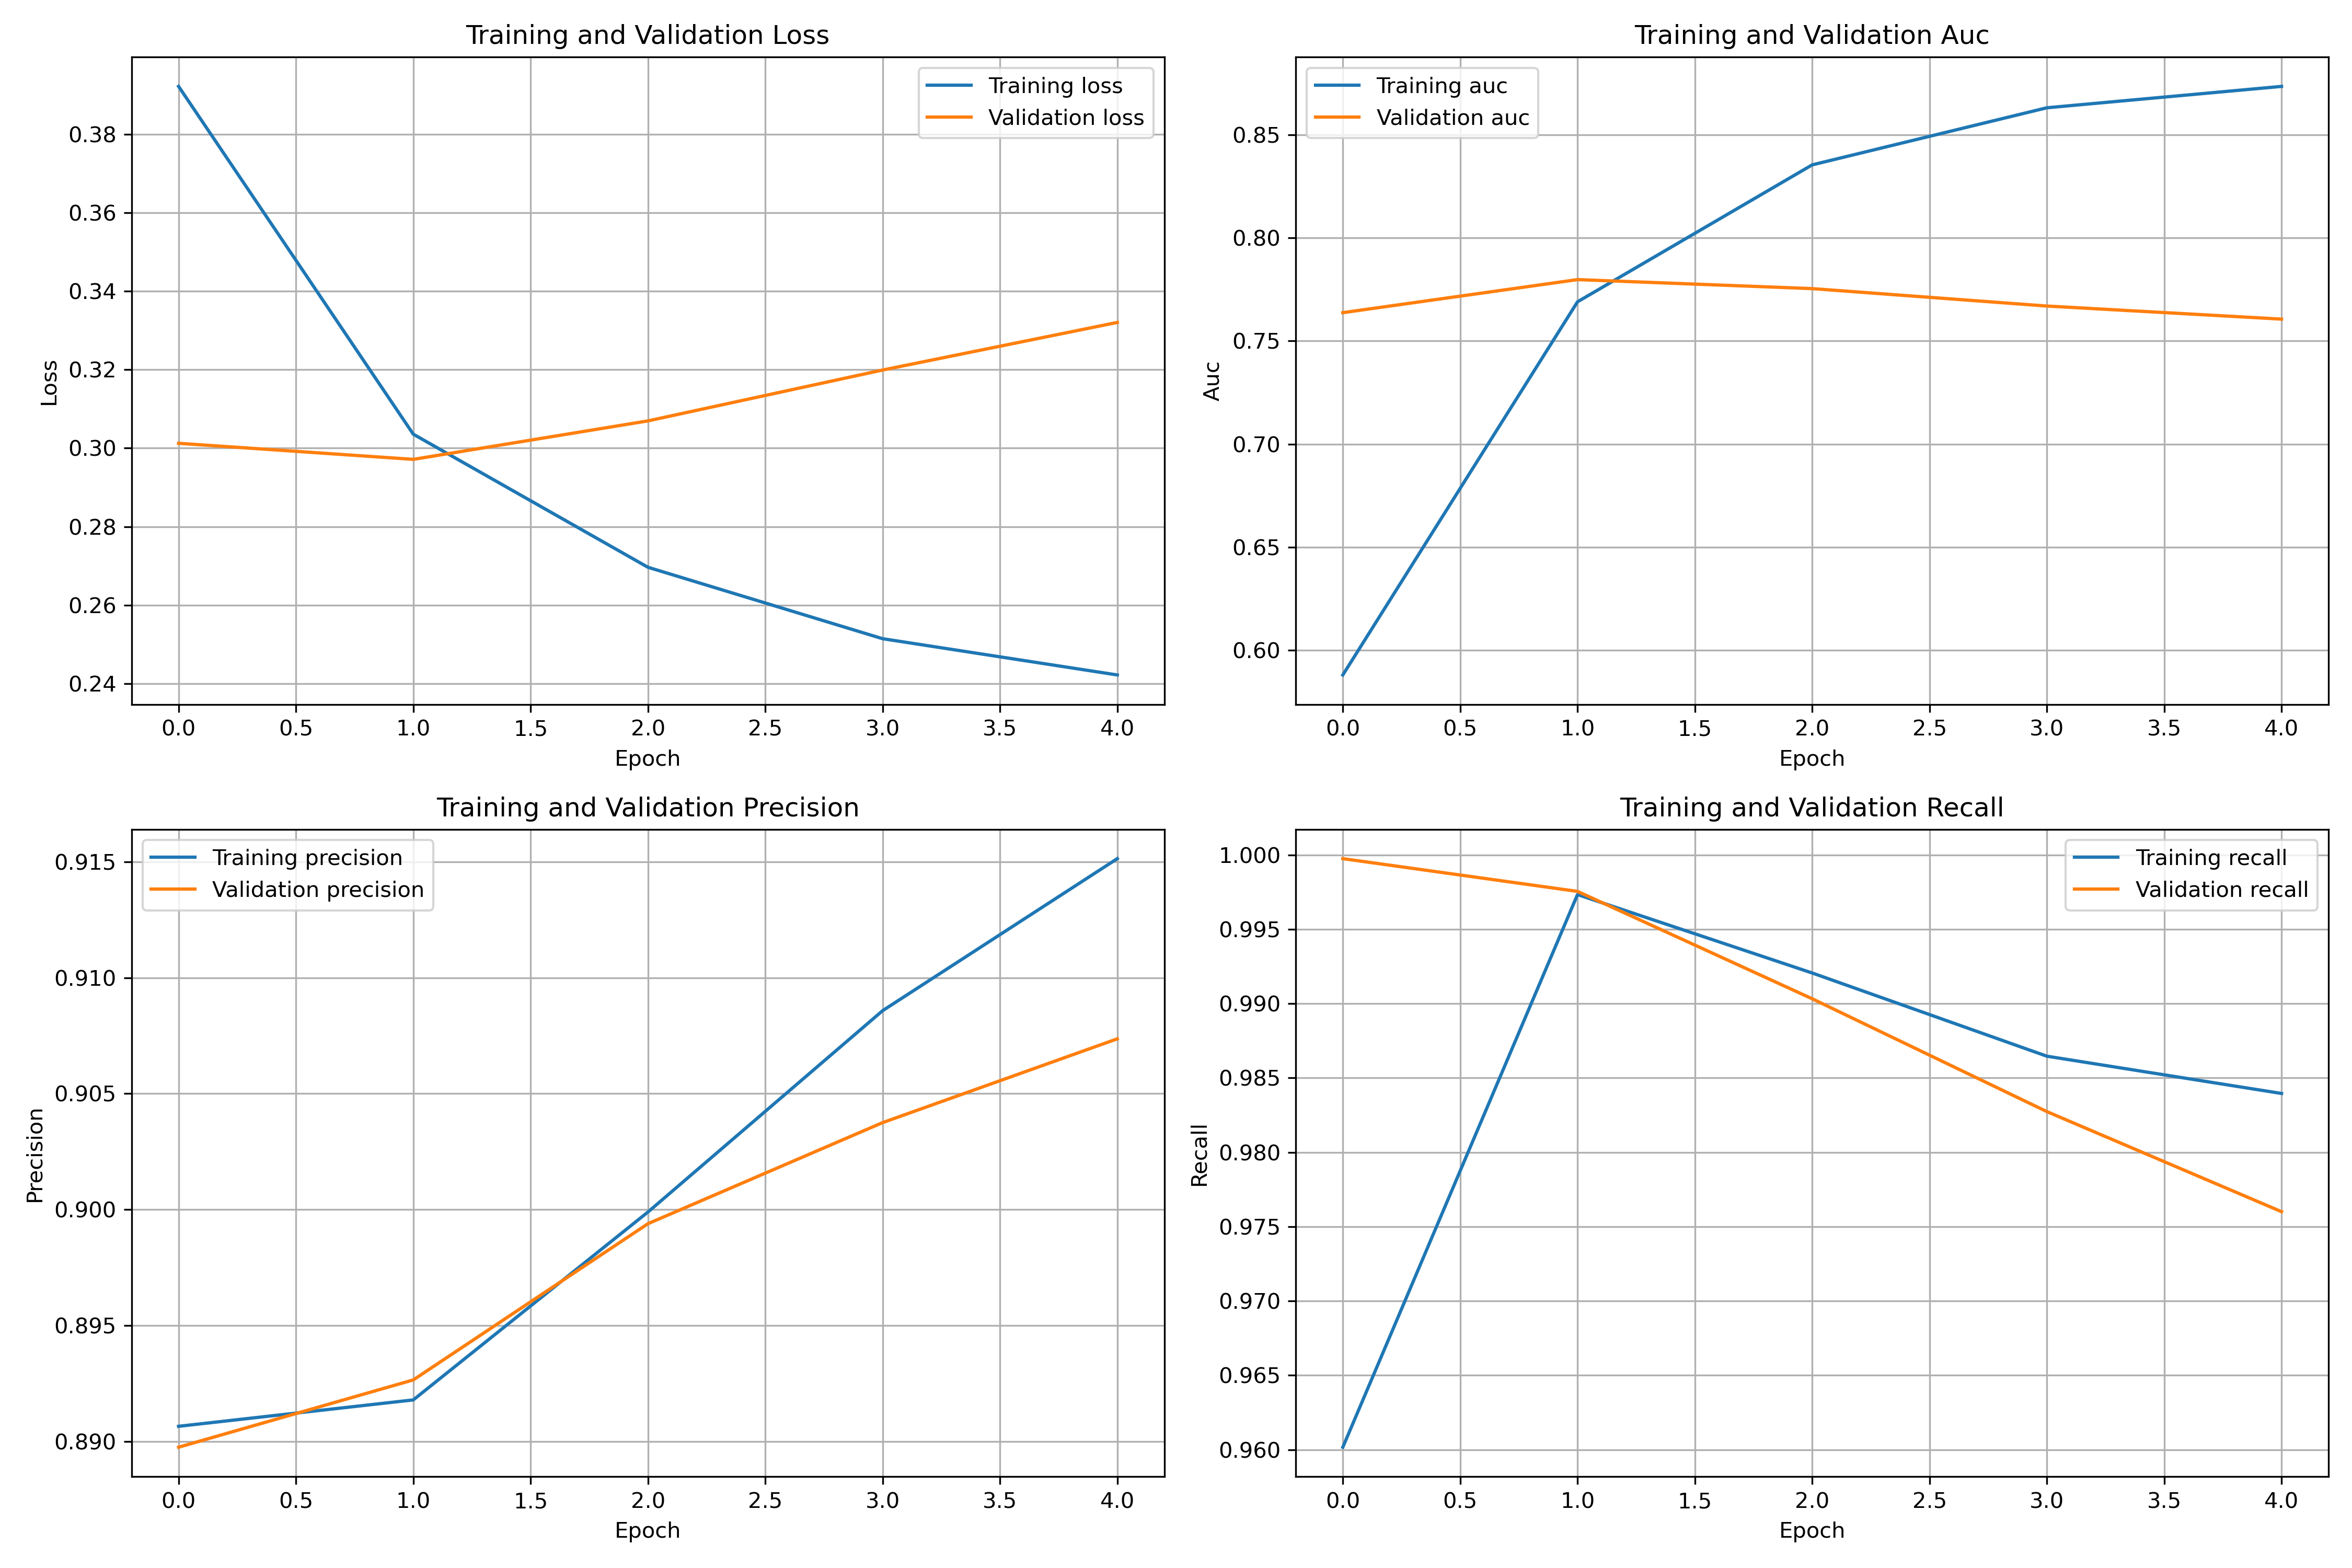 Training and Validation Loss
Training loss
Validation loss
0.38
0.36
0.34
0.32
0.30
0.28
0.26
0.24
Loss
0.0 0.5 1.0 1.5 2.0 2.5 3.0 3.5 4.0
Epoch
Training and Validation Auc
Training auc
Validation auc
0.85
0.80
0.75
0.70
0.65
0.60
Auc
0.0 0.5 1.0 1.5 2.0 2.5 3.0 3.5 4.0
Epoch
Training and Validation Precision
Training precision
Validation precision
0.915
0.910
0.905
0.900
0.895
0.890
Precision
0.0 0.5 1.0 1.5 2.0 2.5 3.0 3.5 4.0
Epoch
Training and Validation Recall
Training recall
Validation recall
1.000
0.995
0.990
0.985
0.980
0.975
0.970
0.965
0.960
Recall
0.0 0.5 1.0 1.5 2.0 2.5 3.0 3.5 4.0
Epoch